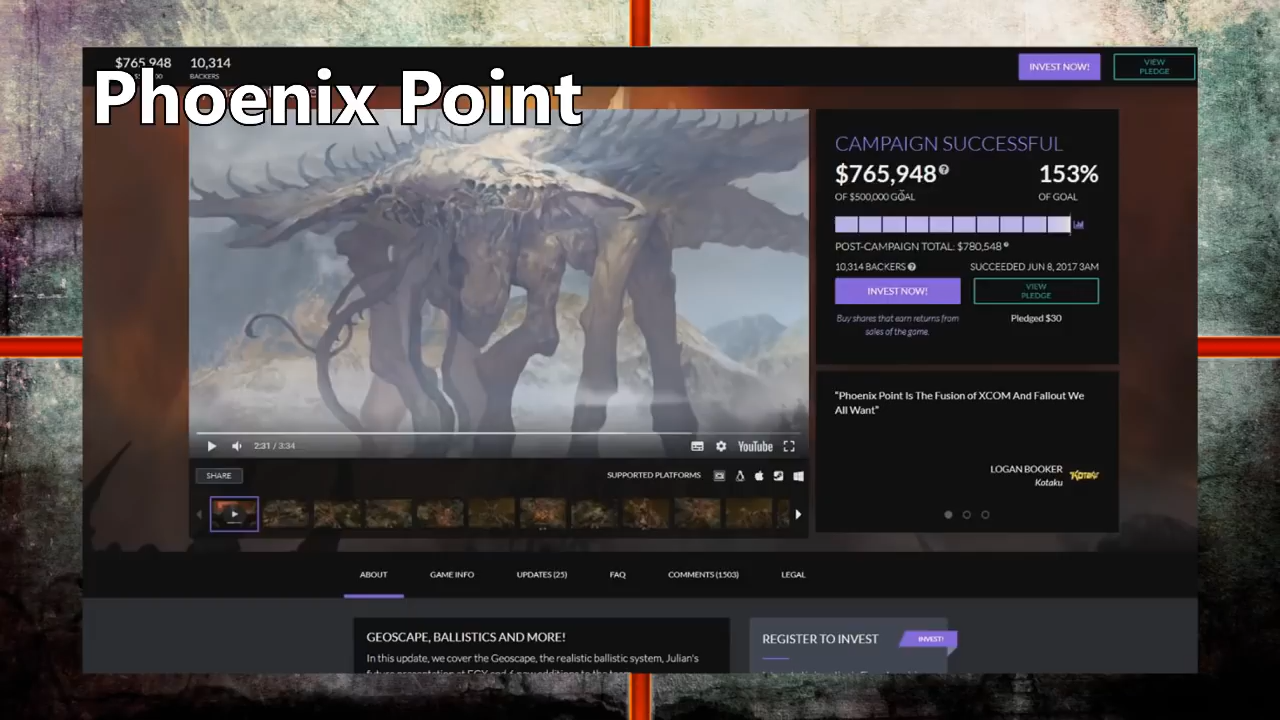 $765,948 10,314
BACKERS
INVEST NOW!
VIEW
PLEDGE
Phoenix Point
CAMPAIGN SUCCESSFUL
$765,948 153%
OF $500,000 GOAL OF GOAL
POST-CAMPAIGN TOTAL: $780,548
10,314 BACKERS SUCCEEDED JUN 8, 2017 3AM
INVEST NOW!
VIEW
PLEDGE
Buy shares that earn returns from
sales of the game.
Pledged $30
"Phoenix Point Is The Fusion of XCOM And Fallout We
All Want"
LOGAN BOOKER
Kotaku
KOTAKU
2:31 / 3:34
YouTube
SHARE
SUPPORTED PLATFORMS
ABOUT GAME INFO UPDATES (25) FAQ COMMENTS (1503) LEGAL
GEOSCAPE, BALLISTICS AND MORE!
In this update, we cover the Geoscape, the realistic ballistic system, Julian's
REGISTER TO INVEST
INVEST!